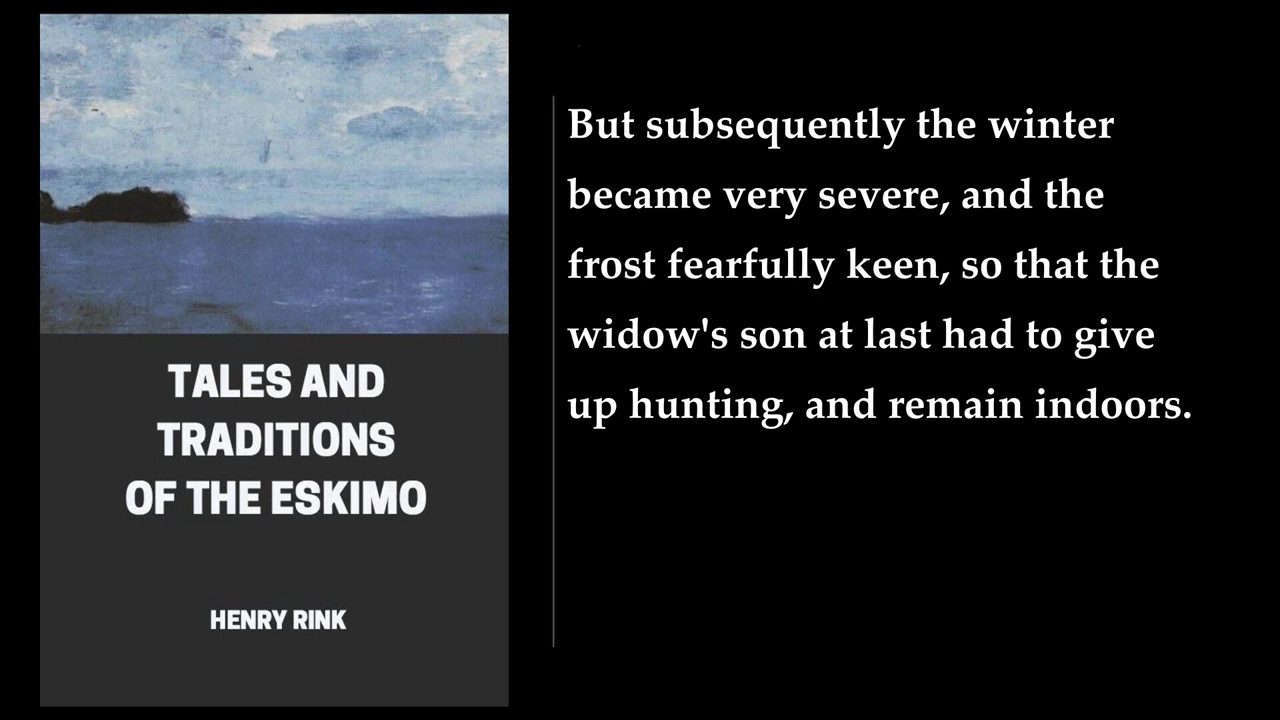 TALES AND
TRADITIONS
OF THE ESKIMO
HENRY RINK
But subsequently the winter
became very severe, and the
frost fearfully keen, so that the
widow's son at last had to give
up hunting, and remain indoors.